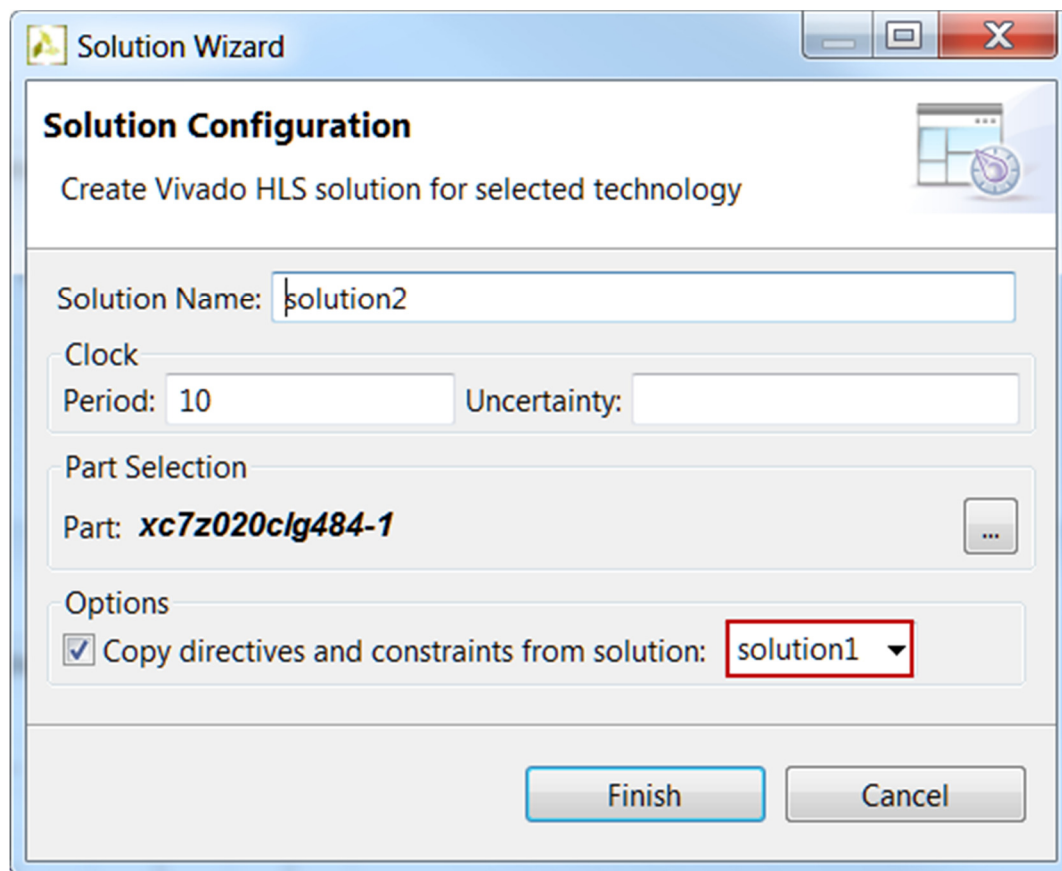 Solution Wizard
Solution Configuration
Create Vivado HLS solution for selected technology
Solution Name: solution2
Clock
Period: 10 Uncertainty:
Part Selection
Part: xc7z020clg484-1
...
Options
Copy directives and constraints from solution: solution1
Finish Cancel